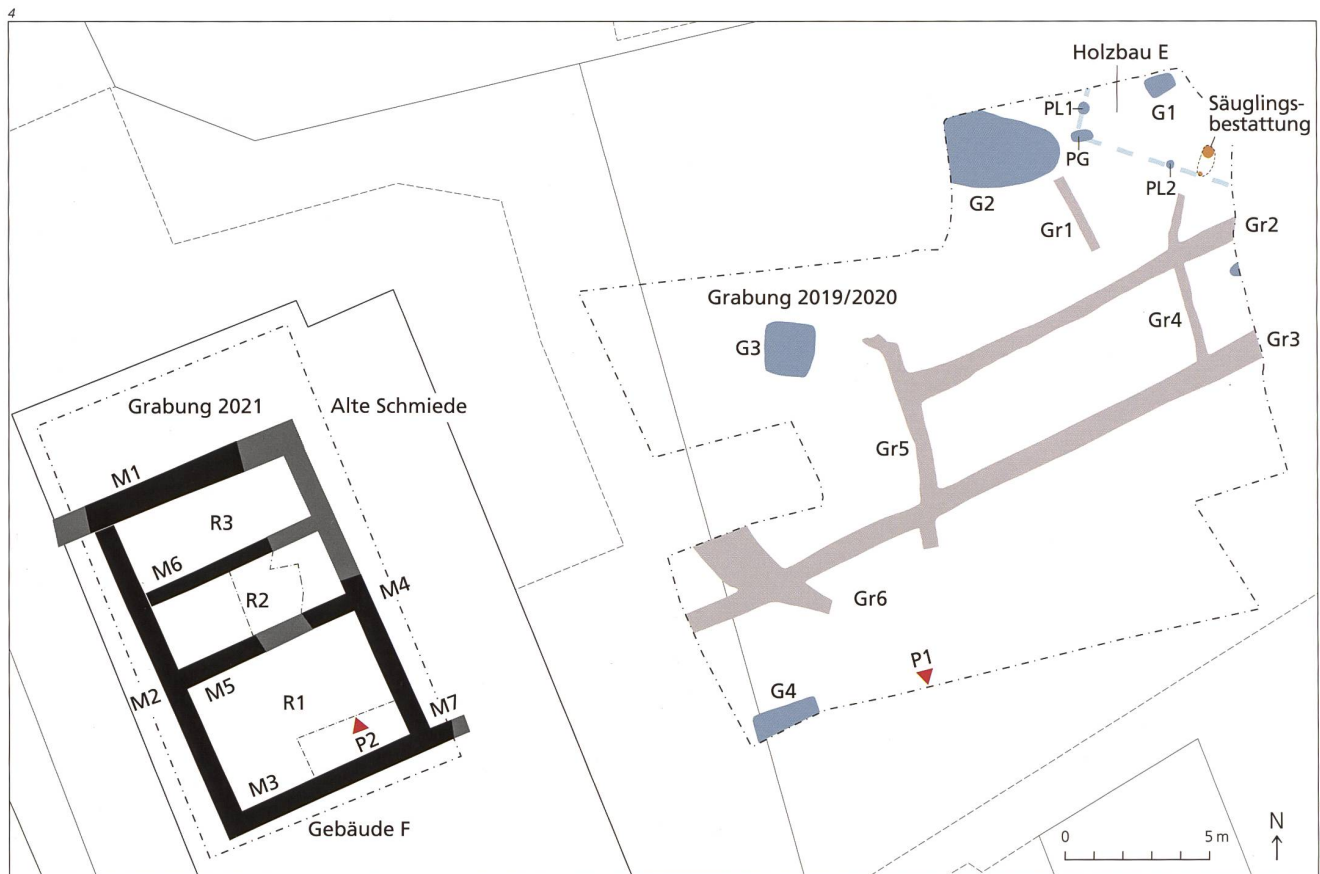 4
Holzbau E
PL1
G1
Säuglings-
bestattung
PG
PL2
G2
Gr1
Gr2
Grabung 2019/2020
Gr4
Gr3
G3
Grabung 2021
Alte Schmiede
Gr5
M1
R3
M6
R2
M4
Gr6
M5
M2
R1
M7
P2
P1
G4
M3
Gebäude F
0
5 m
N